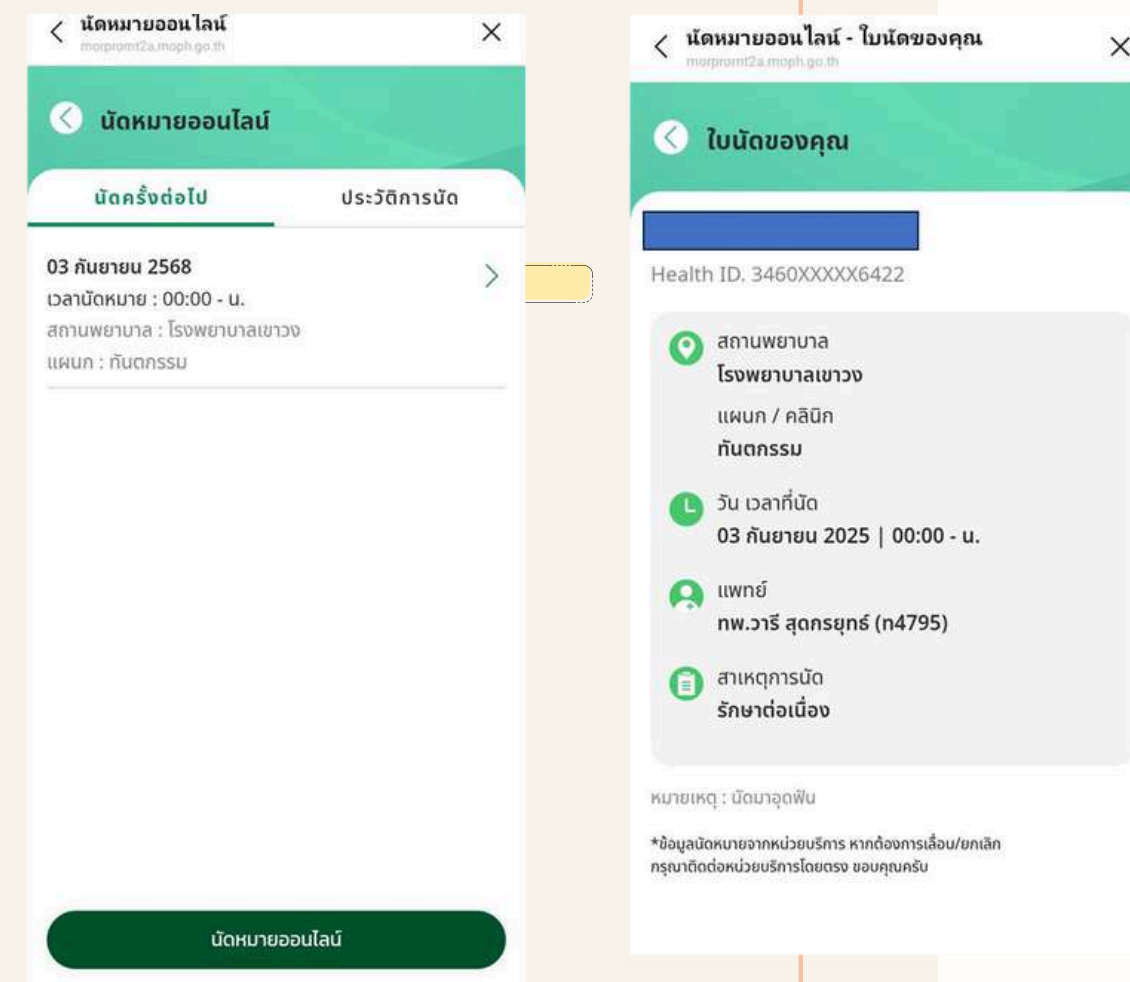 นัดหมายออนไลน์
morpromt2a.moph.go.th
นัดหมายออนไลน์
นัดครั้งต่อไป
ประวัติการนัด
03 กันยายน 2568
เวลานัดหมาย : 00:00 - น.
สถานพยาบาล : โรงพยาบาลเขาวง
แผนก : ทันตกรรม
นัดหมายออนไลน์
นัดหมายออนไลน์ - ใบนัดของคุณ
morpromt2a.moph.go.th
ใบนัดของคุณ
Health ID. 3460XXXXX6422
สถานพยาบาล
โรงพยาบาลเขาวง
แผนก / คลินิก
ทันตกรรม
วัน เวลาที่นัด
03 กันยายน 2025 | 00:00 - น.
แพทย์
ทพ.วารี สุดกรยุทธ์ (ท4795)
สาเหตุการนัด
รักษาต่อเนื่อง
หมายเหตุ : นัดมาอุดฟัน
*ข้อมูลนัดหมายจากหน่วยบริการ หากต้องการเลื่อน/ยกเลิก
กรุณาติดต่อหน่วยบริการโดยตรง ขอบคุณครับ